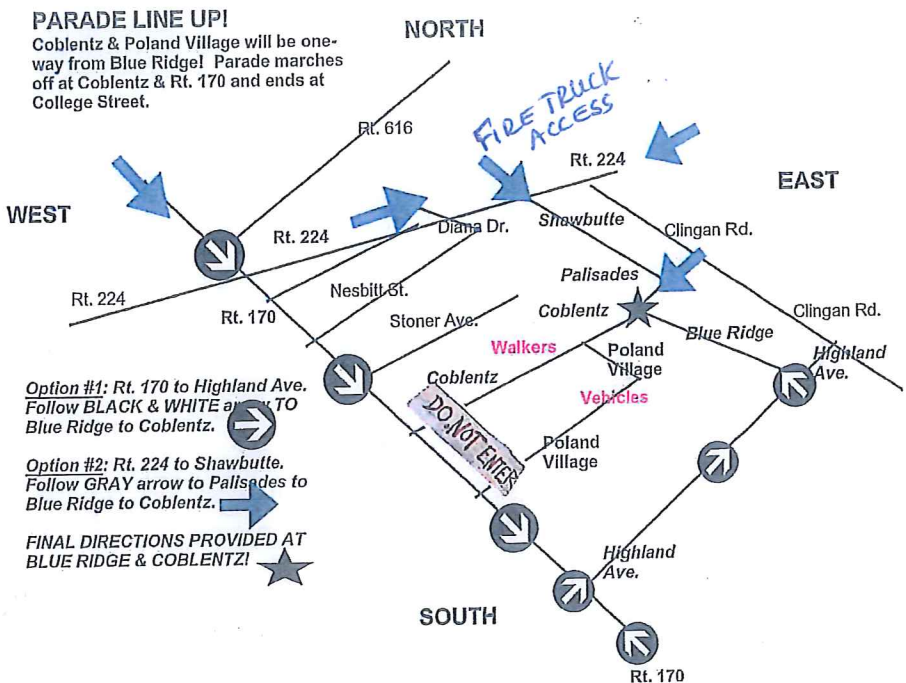 PARADE LINE UP!
Coblentz & Poland Village will be one-
way from Blue Ridge! Parade marches
off at Coblentz & Rt. 170 and ends at
College Street.
NORTH
Rt. 616
FIRE TRUCK
ACCESS
Rt. 224
EAST
WEST
Shawbutte
Diana Dr.
Clingan Rd.
Rt. 224
Palisades
Rt. 224
Nesbitt St.
Coblentz
Clingan Rd.
Rt. 170
Stoner Ave.
Blue Ridge
Walkers
Poland
Village
Highland
Ave.
Coblentz
Vehicles
DO NOT ENTER
Poland
Village
Option #1: Rt. 170 to Highland Ave.
Follow BLACK & WHITE arrow TO
Blue Ridge to Coblentz.
Option #2: Rt. 224 to Shawbutte.
Follow GRAY arrow to Palisades to
Blue Ridge to Coblentz.
FINAL DIRECTIONS PROVIDED AT
BLUE RIDGE & COBLENTZ!
Highland
Ave.
SOUTH
Rt. 170